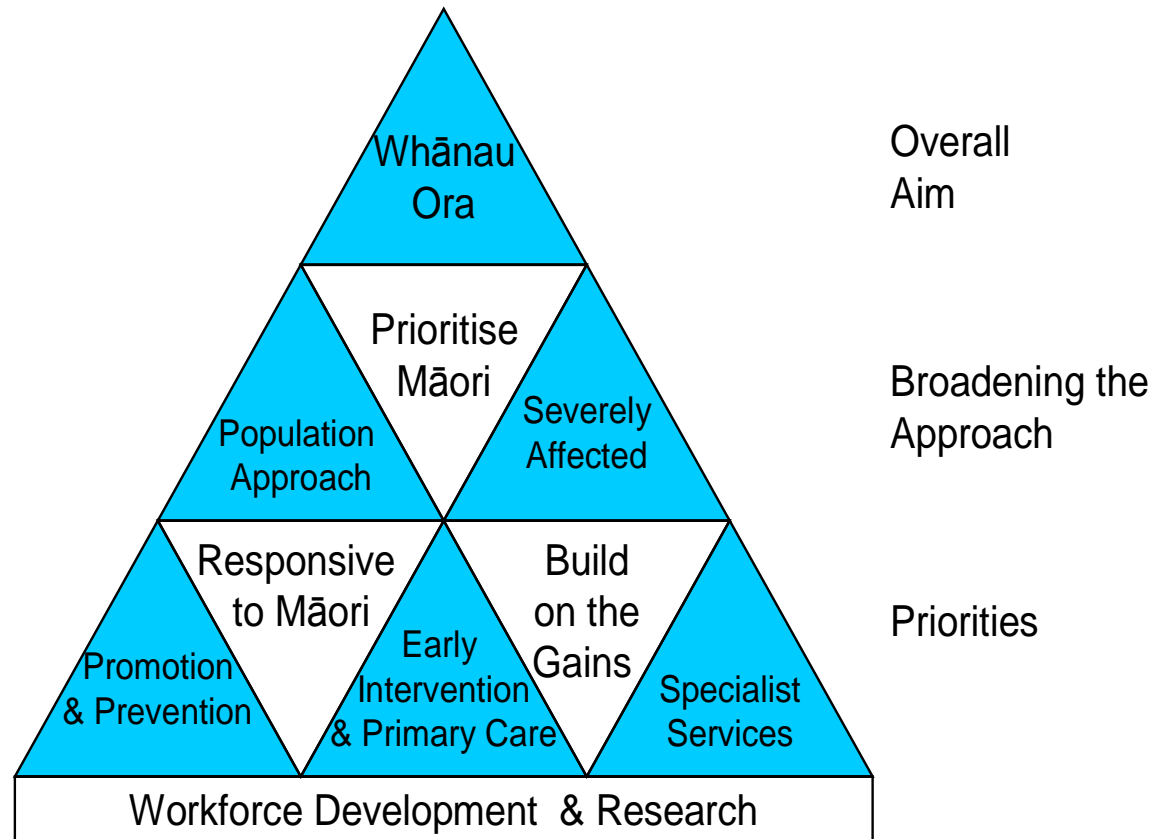 Whānau
Ora
Overall
Aim
Prioritise
Māori
Population
Approach
Severely
Affected
Broadening the
Approach
Responsive
to Māori
Build
on the
Gains
Promotion
& Prevention
Early
Intervention
& Primary Care
Specialist
Services
Priorities
Workforce Development & Research